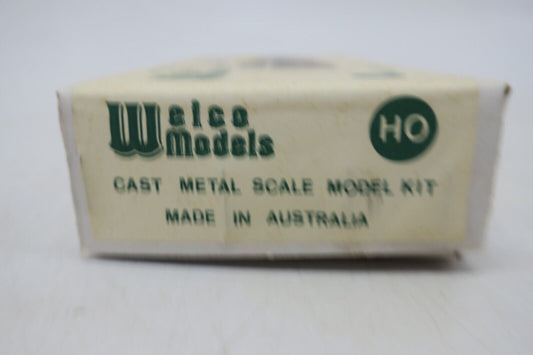 Welco Models HO
CAST METAL SCALE MODEL KIT
MADE IN AUSTRALIA